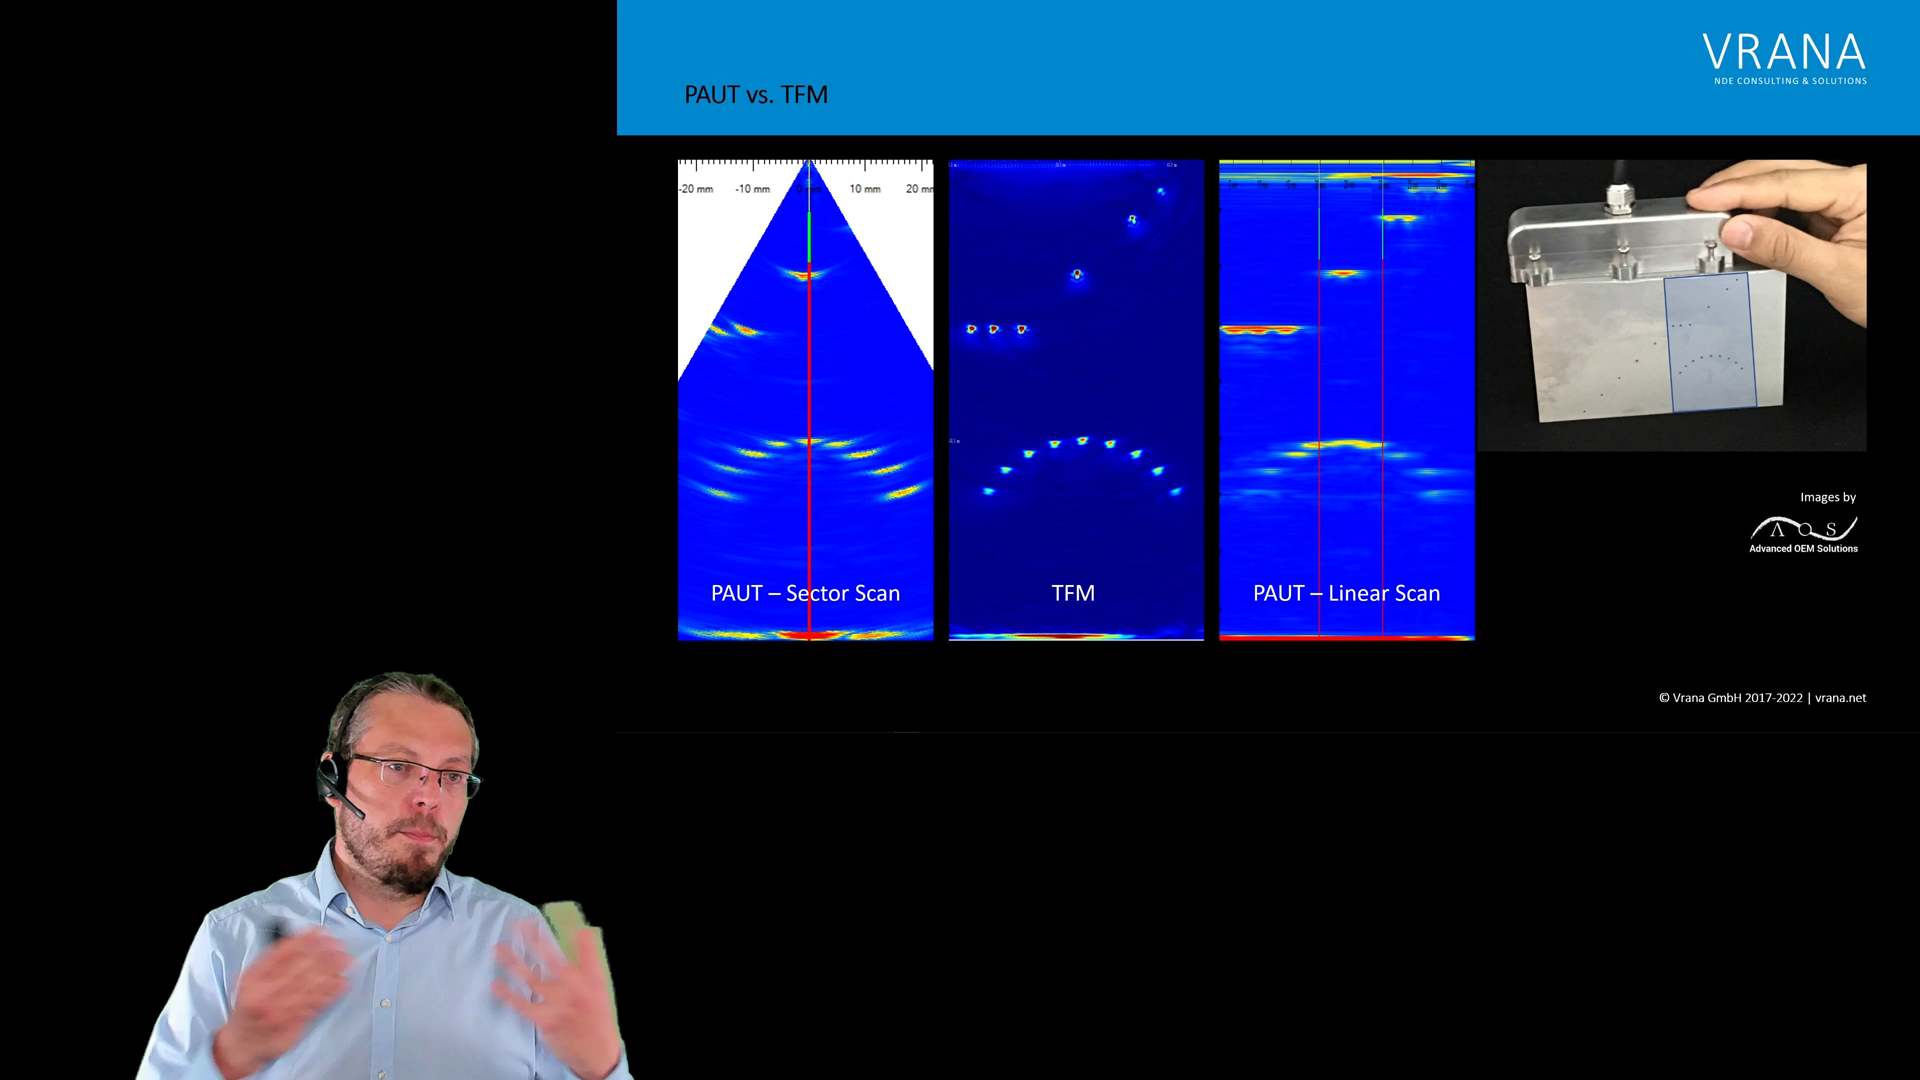 VRANA
NDE CONSULTING & SOLUTIONS
PAUT vs. TFM
-20 mm -10 mm 10 mm 20 mm
PAUT – Sector Scan
TFM
PAUT – Linear Scan
Images by
AOS
Advanced OEM Solutions
© Vrana GmbH 2017-2022 | vrana.net